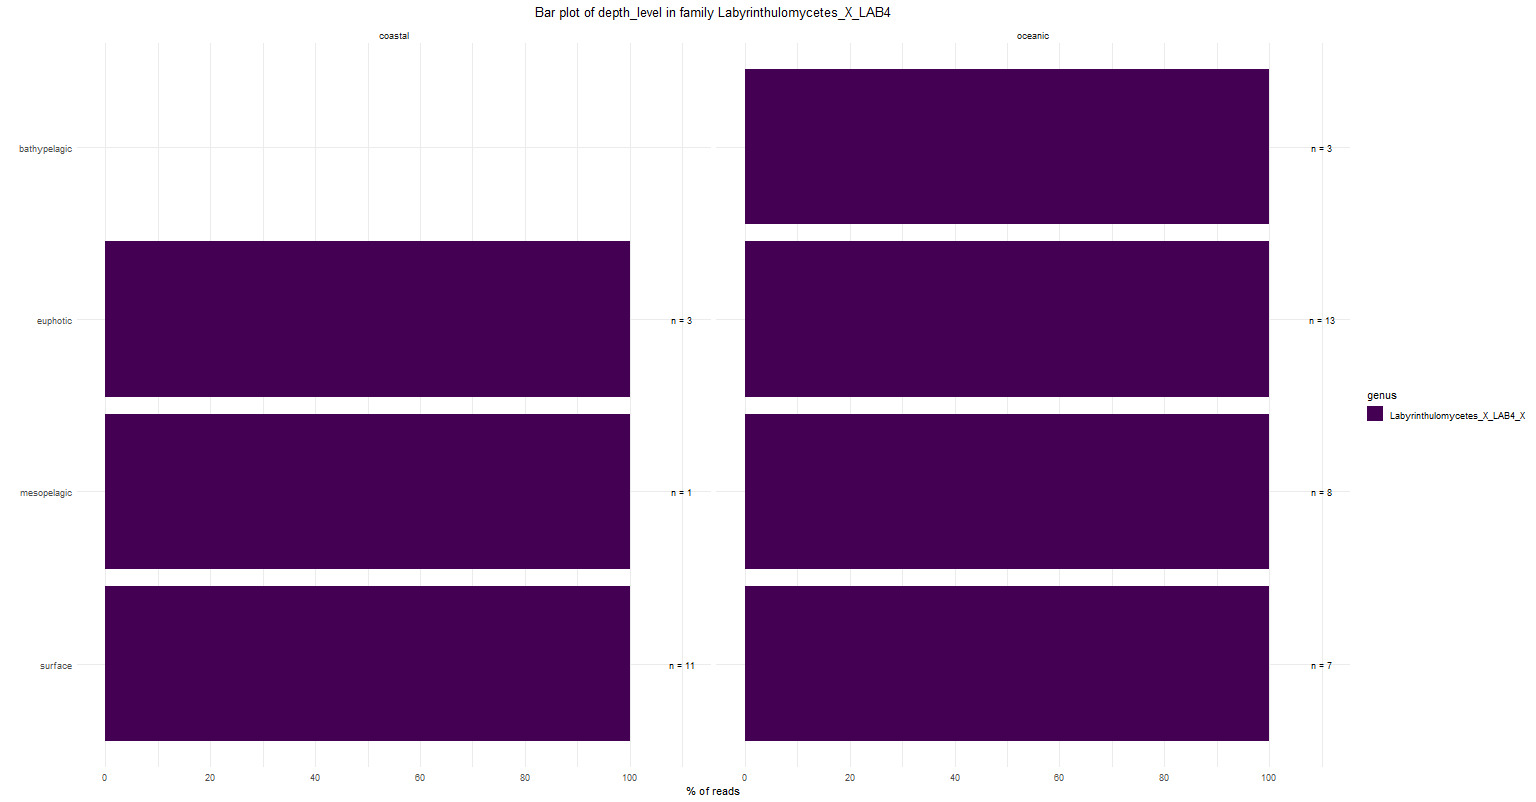 Bar plot of depth_level in family Labyrinthulomycetes_X_LAB4
coastal
oceanic
bathypelagic
n = 3
euphotic
n = 3
n = 13
mesopelagic
n = 1
n = 8
surface
n = 11
n = 7
genus
Labyrinthulomycetes_X_LAB4_X
0 20 40 60 80 100
0 20 40 60 80 100
% of reads